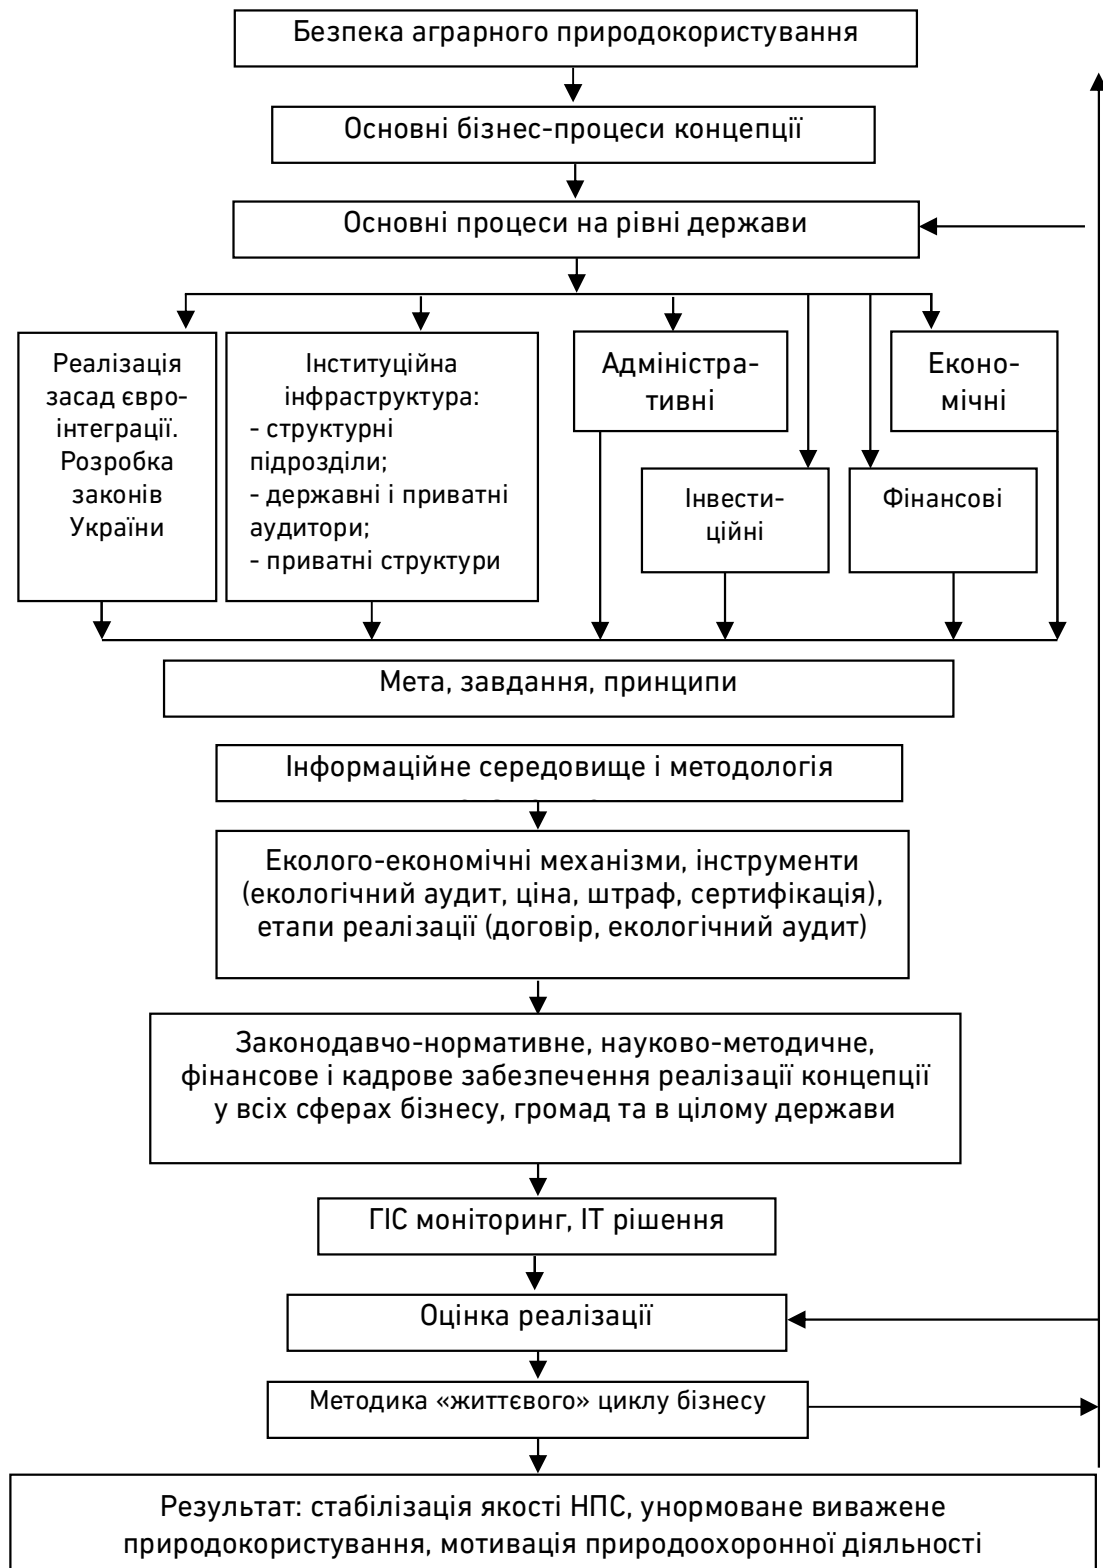 Безпека аграрного природокористування
Основні бізнес-процеси концепції
Основні процеси на рівні держави
Реалізація
засад євро-
інтеграції.
Розробка
законів
України
Інституційна
інфраструктура:
- структурні
підрозділи;
- державні і приватні
аудитори;
- приватні структури
Адміністра-
тивні
Еконо-
мічні
Інвести-
ційні
Фінансові
Мета, завдання, принципи
Інформаційне середовище і методологія
Еколого-економічні механізми, інструменти
(екологічний аудит, ціна, штраф, сертифікація),
етапи реалізації (договір, екологічний аудит)
Законодавчо-нормативне, науково-методичне,
фінансове і кадрове забезпечення реалізації концепції
у всіх сферах бізнесу, громад та в цілому держави
ГІС моніторинг, ІТ рішення
Оцінка реалізації
Методика «життєвого» циклу бізнесу
Результат: стабілізація якості НПС, унормоване виважене
природокористування, мотивація природоохоронної діяльності